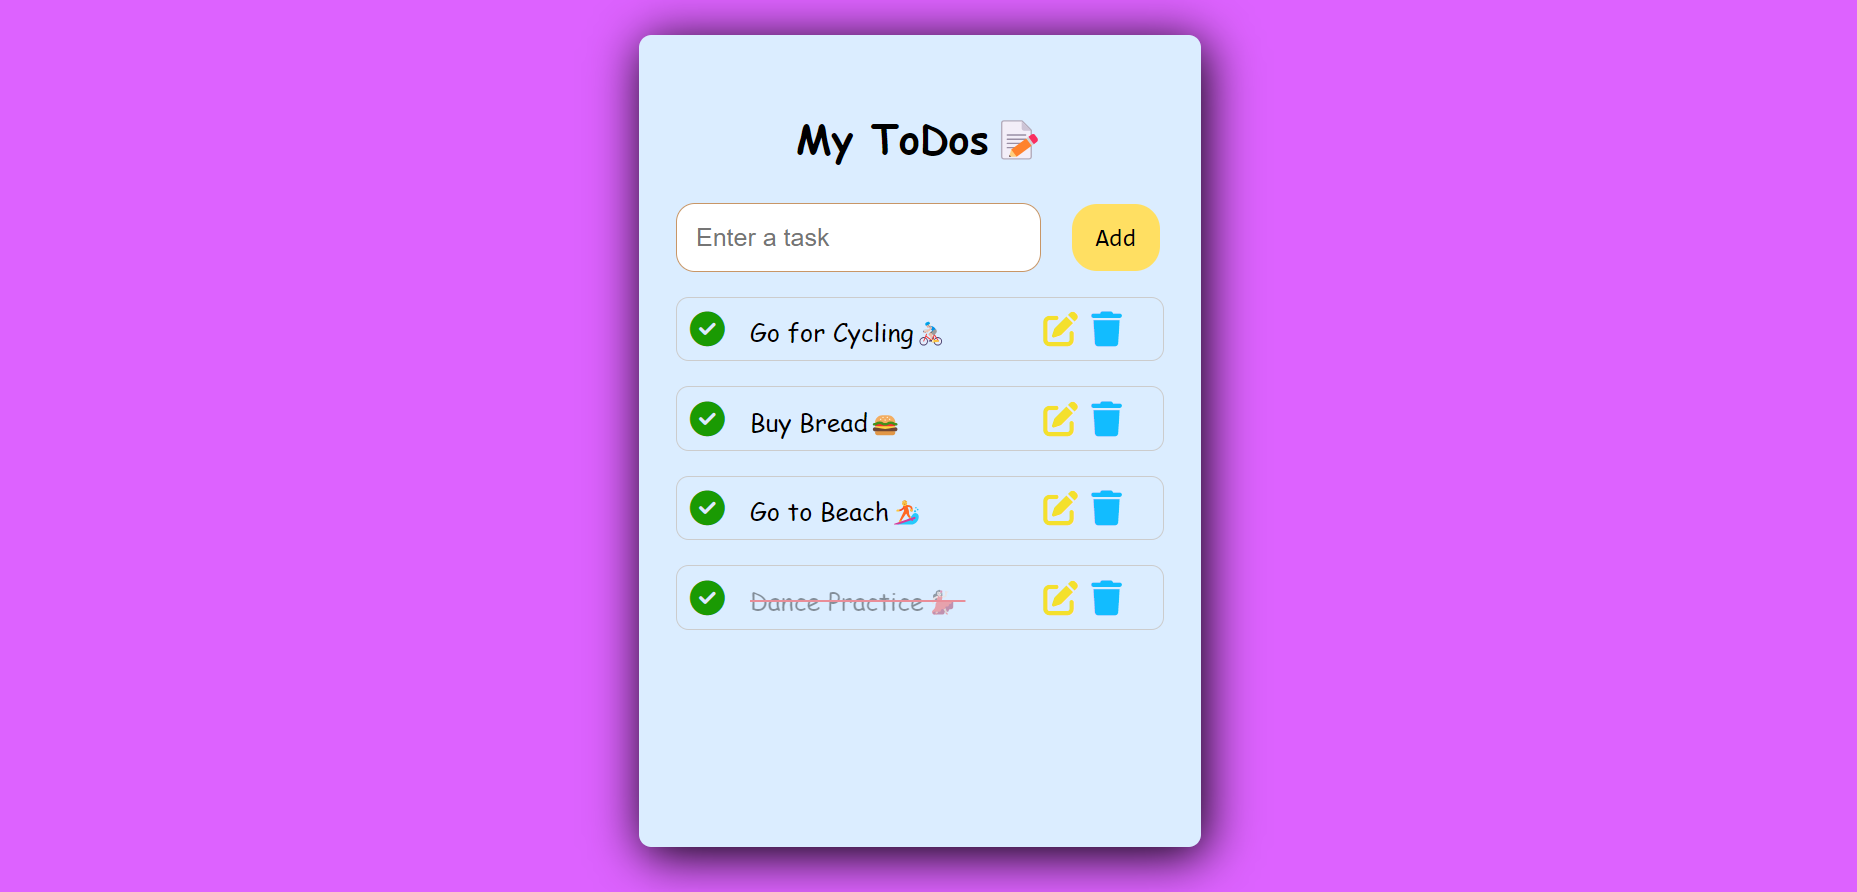 My ToDos 📝
Enter a task
Add
Go for Cycling 🚴🏻
Buy Bread 🍔
Go to Beach 🏄
Dance Practice 💃